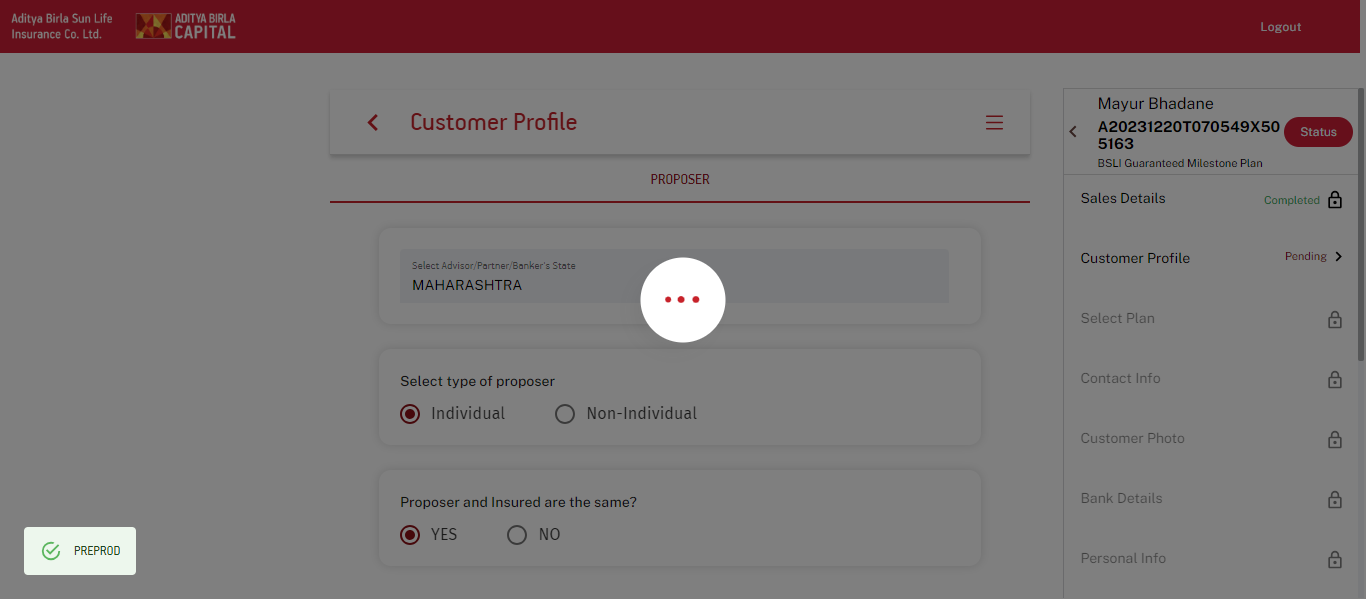 Aditya Birla Sun Life
Insurance Co. Ltd.
ADITYA BIRLA
CAPITAL
Logout
Customer Profile
PROPOSER
Select Advisor/Partner/Banker's State
MAHARASHTRA
Select type of proposer
Individual
Non-Individual
Proposer and Insured are the same?
YES
NO
PREPROD
Mayur Bhadane
A20231220T070549X50
5163
Status
BSLI Guaranteed Milestone Plan
Sales Details
Completed
Customer Profile
Pending
Select Plan
Contact Info
Customer Photo
Bank Details
Personal Info